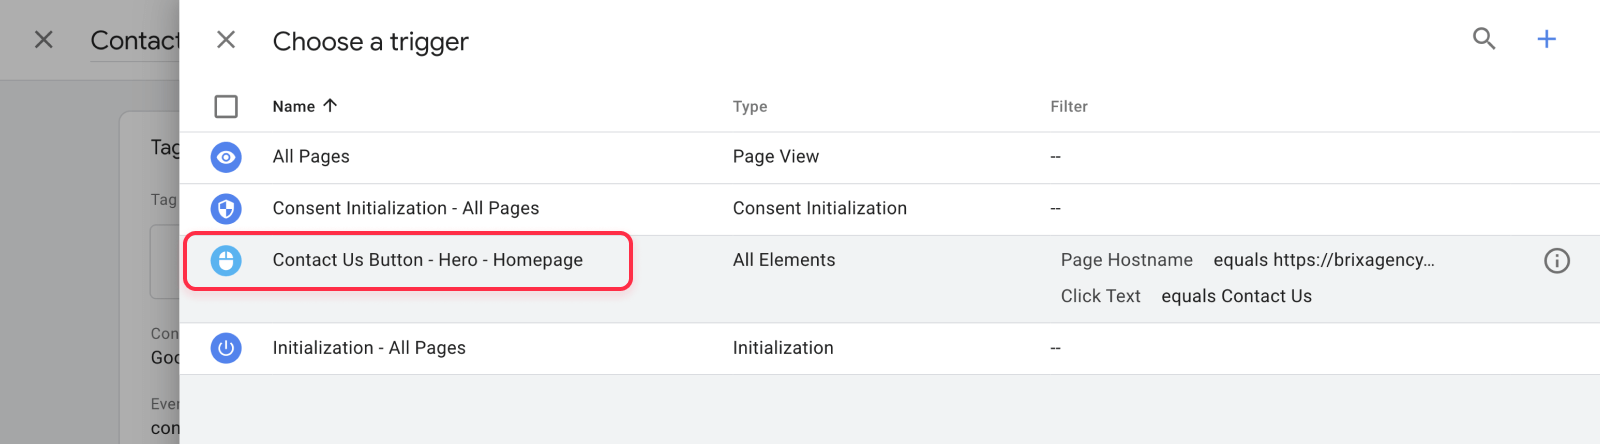 Contact
Choose a trigger
Name Type Filter
All Pages Page View --
Consent Initialization - All Pages Consent Initialization --
Contact Us Button - Hero - Homepage All Elements Page Hostname equals https://brixagency...
Click Text equals Contact Us
Initialization - All Pages Initialization --
Tag
Tag
Con
Goo
Even
con